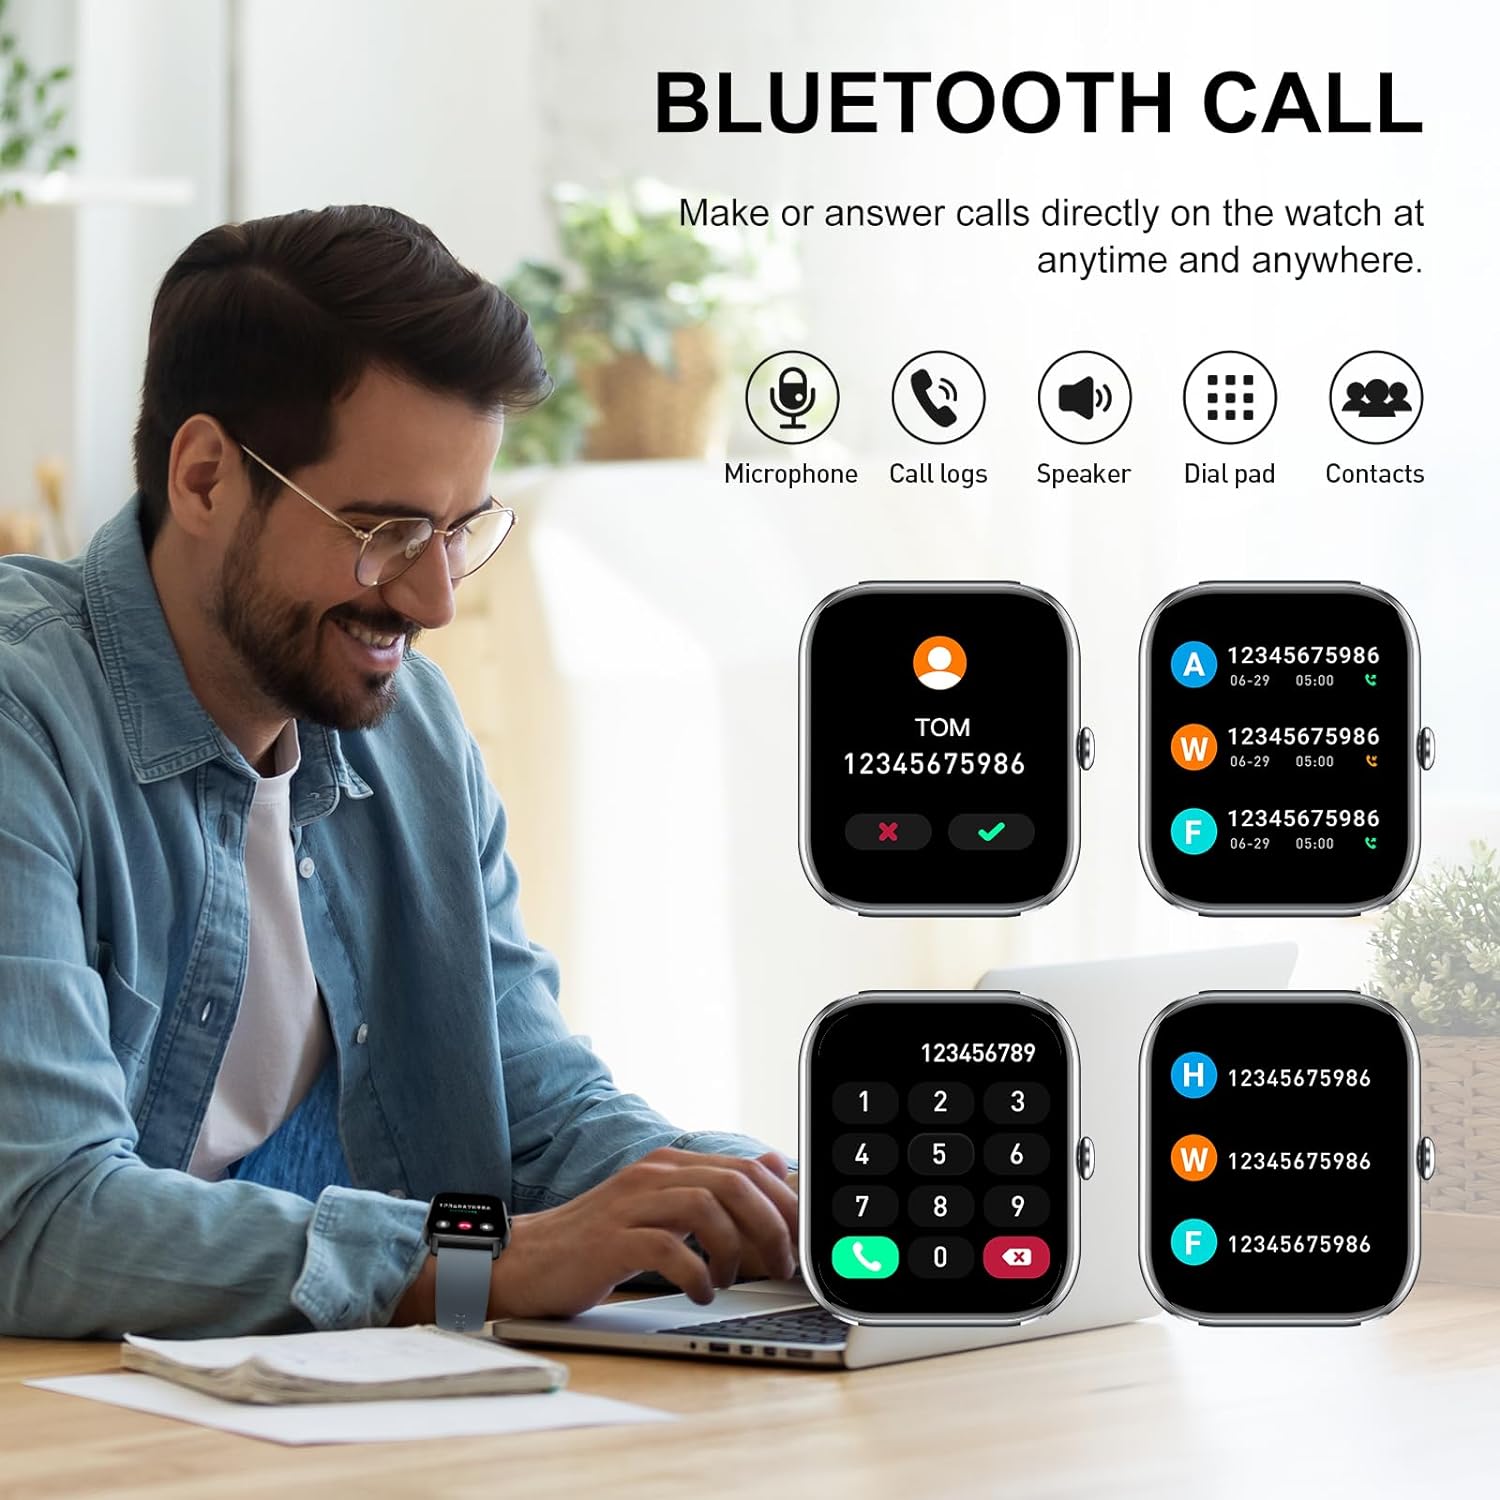 BLUETOOTH CALL
Make or answer calls directly on the watch at
anytime and anywhere.
Microphone
Call logs
Speaker
Dial pad
Contacts
TOM
12345675986
A 12345675986
06-29 05:00
W 12345675986
06-29 05:00
F 12345675986
06-29 05:00
123456789
1 2 3
4 5 6
7 8 9
0
H 12345675986
W 12345675986
F 12345675986